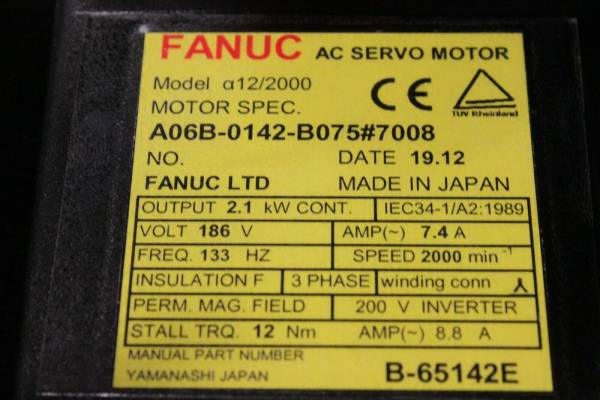 FANUC AC SERVO MOTOR
Model α12/2000
MOTOR SPEC.
CE
TUV Rheinland
A06B-0142-B075#7008
NO. DATE 19.12
FANUC LTD MADE IN JAPAN
OUTPUT 2.1 kW CONT. IEC34-1/A2:1989
VOLT 186 V AMP(~) 7.4 A
FREQ. 133 HZ SPEED 2000 min⁻¹
INSULATION F 3 PHASE winding conn
PERM. MAG. FIELD 200 V INVERTER
STALL TRQ. 12 Nm AMP(~) 8.8 A
MANUAL PART NUMBER
YAMANASHI JAPAN B-65142E